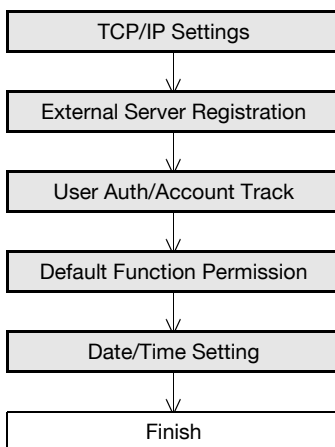 TCP/IP Settings
External Server Registration
User Auth/Account Track
Default Function Permission
Date/Time Setting
Finish